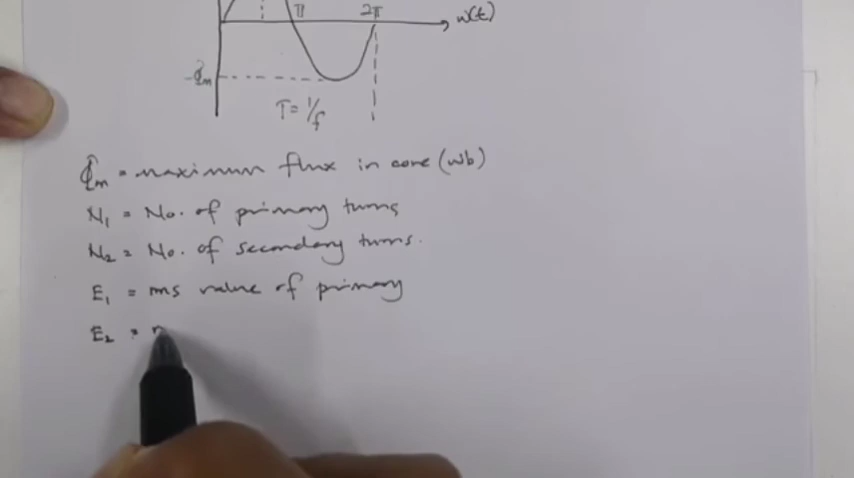 π 2π w(t)
-Φm
T = 1/f
Φm = maximum flux in core (Wb)
N1 = No. of primary turns
N2 = No. of secondary turns.
E1 = rms value of primary
E2 = r